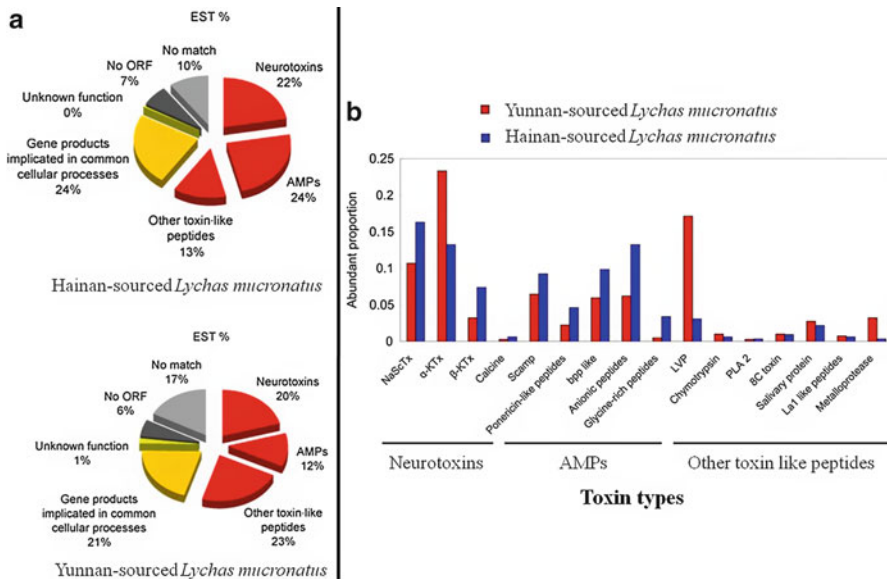 a
EST %
No match
10%
No ORF
7%
Unknown function
0%
Gene products
implicated in common
cellular processes
24%
Neurotoxins
22%
AMPs
24%
Other toxin-like
peptides
13%
Hainan-sourced Lychas mucronatus
EST %
No match
17%
No ORF
6%
Unknown function
1%
Gene products
implicated in common
cellular processes
21%
Neurotoxins
20%
AMPs
12%
Other toxin-like
peptides
23%
Yunnan-sourced Lychas mucronatus
b
Yunnan-sourced Lychas mucronatus
Hainan-sourced Lychas mucronatus
Abundant proportion
0.25
0.2
0.15
0.1
0.05
0
NaScTx
α-KTx
β-KTx
Calcine
Scamp
Ponericin-like peptides
bpp like
Anionic peptides
Glycine-rich peptides
LVP
Chymotrypsin
PLA 2
8C toxin
Salivary protein
La1 like peptides
Metalloprotease
Neurotoxins
AMPs
Other toxin like peptides
Toxin types